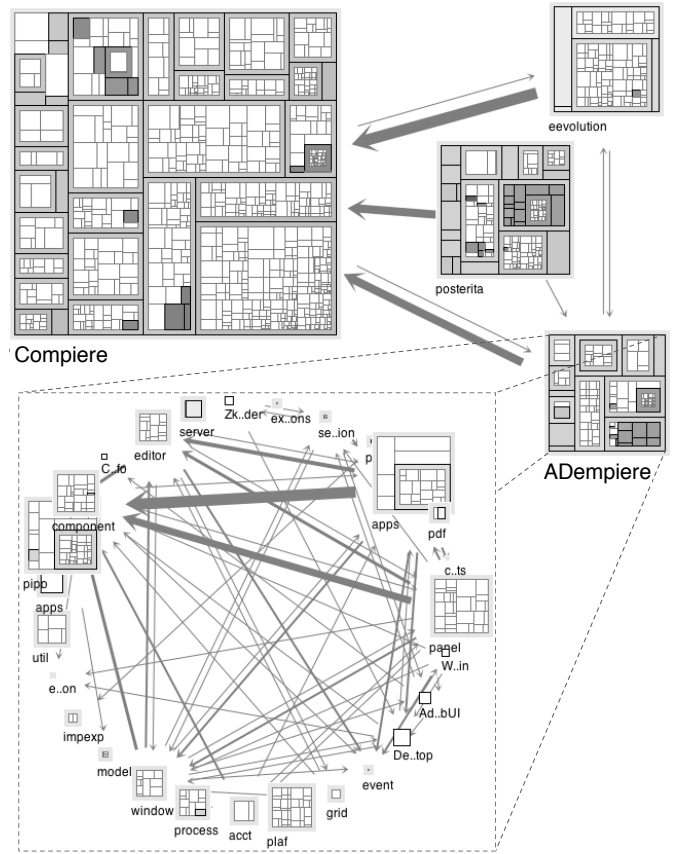 eevolution
posterita
Compiere
ADempiere
Zk..der
ex..ons
server
se..ion
editor
C..fo
p
component
apps
pdf
pipo
c..ts
apps
panel
util
W..in
e..on
Ad..bUI
impexp
De..top
model
event
window
process
acct
plaf
grid